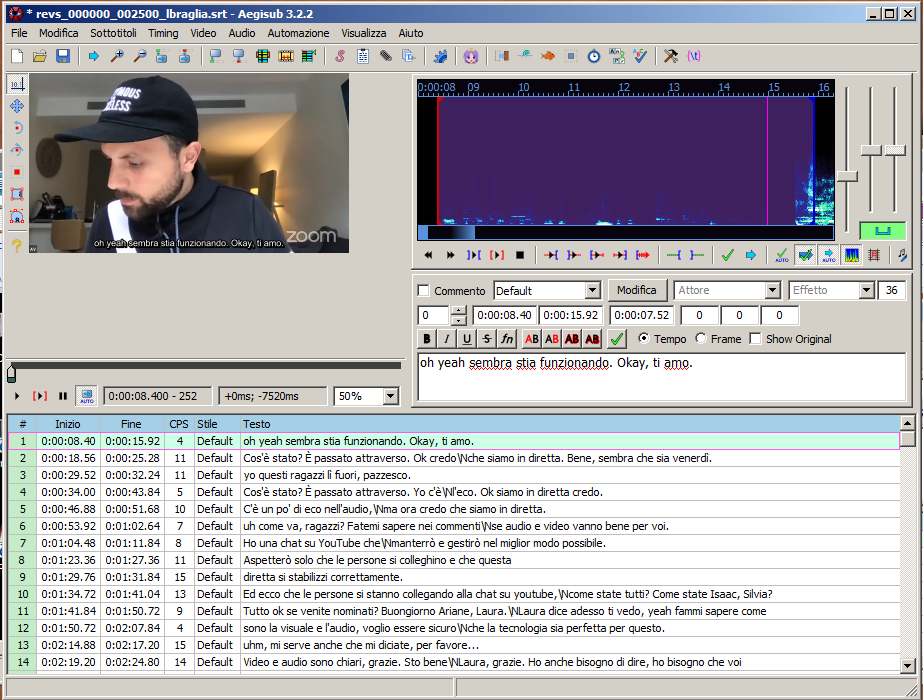 * revs_000000_002500_lbraglia.srt - Aegisub 3.2.2
File Modifica Sottotitoli Timing Video Audio Automazione Visualizza Aiuto
oh yeah sembra stia funzionando. Okay, ti amo.
zoom
0:00:08 09 10 11 12 13 14 15 16
Commento Default Modifica Attore Effetto 36
0 0:00:08.40 0:00:15.92 0:00:07.52 0 0 0
B I U S fn AB AB AB AB Tempo Frame Show Original
oh yeah sembra stia funzionando. Okay, ti amo.
AUTO 0:00:08.400 - 252 +0ms; -7520ms 50%
# Inizio Fine CPS Stile Testo
1 0:00:08.40 0:00:15.92 4 Default oh yeah sembra stia funzionando. Okay, ti amo.
2 0:00:18.56 0:00:25.28 11 Default Cos'è stato? È passato attraverso. Ok credo\Nche siamo in diretta. Bene, sembra che sia venerdì.
3 0:00:29.52 0:00:32.24 11 Default yo questi ragazzi lì fuori, pazzesco.
4 0:00:34.00 0:00:43.84 5 Default Cos'è stato? È passato attraverso. Yo c'è\Nl'eco. Ok siamo in diretta credo.
5 0:00:46.88 0:00:51.68 10 Default C'è un po' di eco nell'audio,\Nma ora credo che siamo in diretta.
6 0:00:53.92 0:01:02.64 7 Default uh come va, ragazzi? Fatemi sapere nei commenti\Nse audio e video vanno bene per voi.
7 0:01:04.48 0:01:11.84 8 Default Ho una chat su YouTube che\Nmanterrò e gestirò nel miglior modo possibile.
8 0:01:23.36 0:01:27.36 11 Default Aspetterò solo che le persone si colleghino e che questa
9 0:01:29.76 0:01:31.84 15 Default diretta si stabilizzi correttamente.
10 0:01:34.72 0:01:41.04 13 Default Ed ecco che le persone si stanno collegando alla chat su youtube,\Ncome state tutti? Come state Isaac, Silvia?
11 0:01:41.84 0:01:50.72 9 Default Tutto ok se venite nominati? Buongiorno Ariane, Laura. \NLaura dice adesso ti vedo, yeah fammi sapere come
12 0:01:50.72 0:02:07.84 4 Default sono la visuale e l'audio, voglio essere sicuro\Nche la tecnologia sia perfetta per questo.
13 0:02:14.88 0:02:17.20 15 Default uhm, mi serve anche che mi diciate, per favore...
14 0:02:19.20 0:02:24.80 14 Default Video e audio sono chiari, grazie. Sto bene\NLaura, grazie. Ho anche bisogno di dire, ho bisogno che voi